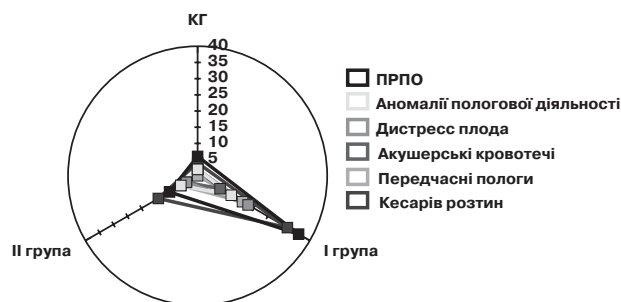 КГ
40
35
30
25
20
15
10
5
ПРПО
Аномалії пологової діяльності
Дистресс плода
Акушерські кровотечі
Передчасні пологи
Кесарів розтин
ІІ група
І група